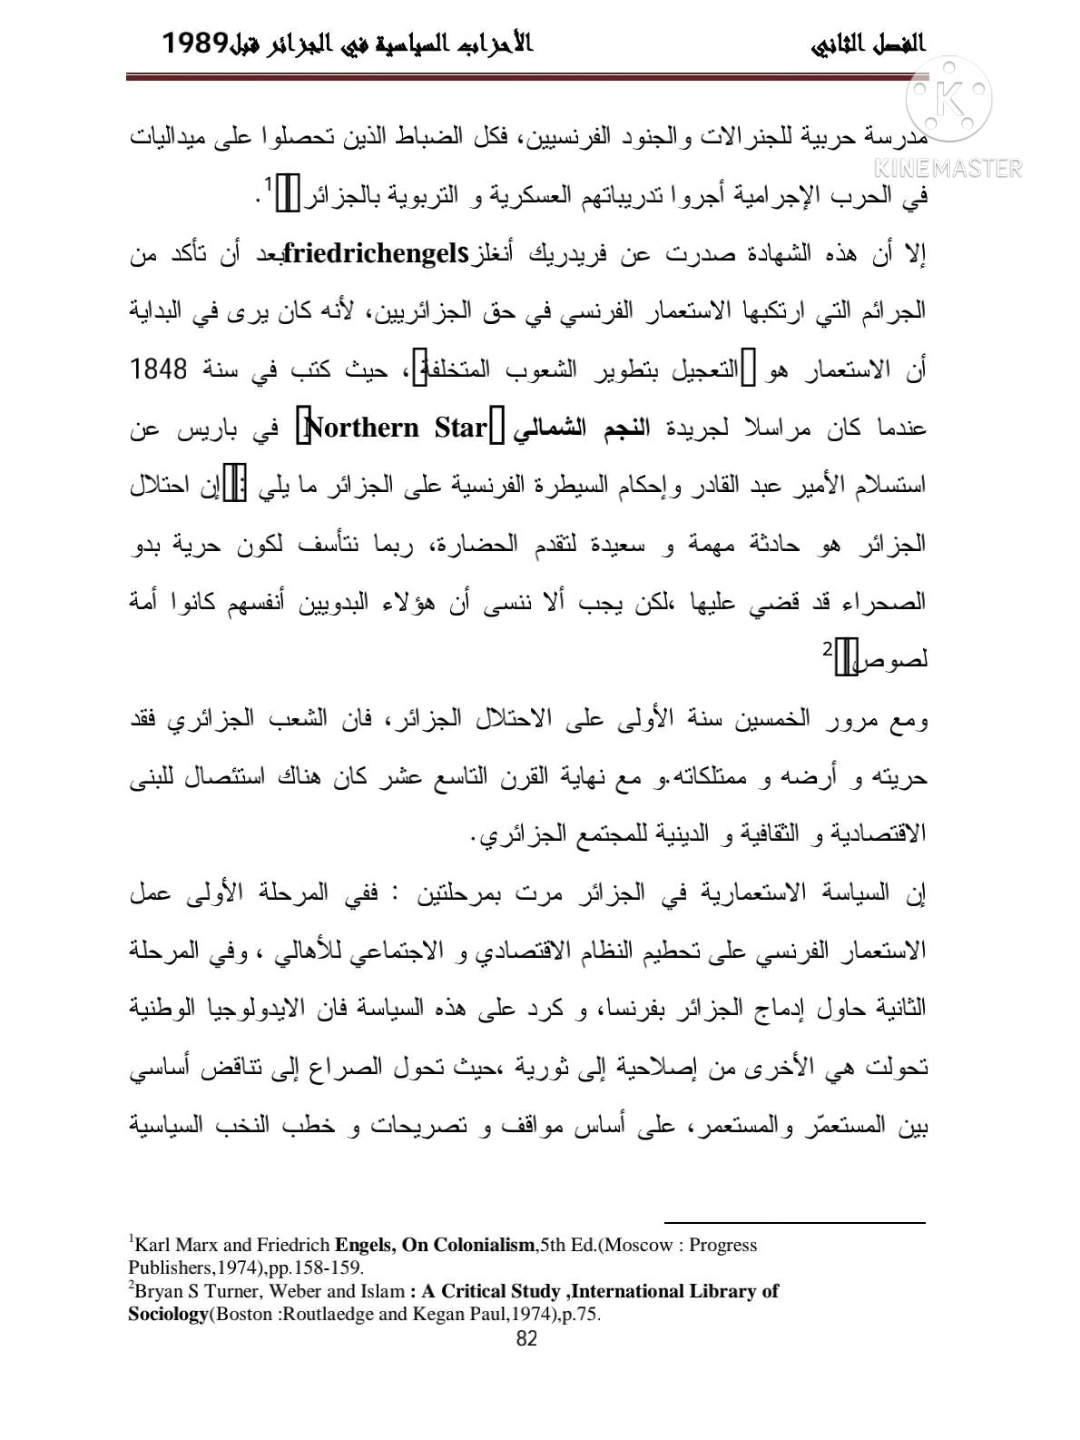 الفصل الثاني الأحزاب السياسية في الجزائر قبل1989
K
KINEMASTER
مدرسة حربية للجنرالات والجنود الفرنسيين، فكل الضباط الذين تحصلوا على ميداليات
في الحرب الإجرامية أجروا تدريباتهم العسكرية و التربوية بالجزائر 1.
إلا أن هذه الشهادة صدرت عن فريدريك أنغلزfriedrichengelsبعد أن تأكد من
الجرائم التي ارتكبها الاستعمار الفرنسي في حق الجزائريين، لأنه كان يرى في البداية
أن الاستعمار هو التعجيل بتطوير الشعوب المتخلفة، حيث كتب في سنة 1848
عندما كان مراسلا لجريدة النجم الشمالي Northern Star في باريس عن
استسلام الأمير عبد القادر وإحكام السيطرة الفرنسية على الجزائر ما يلي :إن احتلال
الجزائر هو حادثة مهمة و سعيدة لتقدم الحضارة، ربما نتأسف لكون حرية بدو
الصحراء قد قضي عليها ،لكن يجب ألا ننسى أن هؤلاء البدويين أنفسهم كانوا أمة
لصوص 2
ومع مرور الخمسين سنة الأولى على الاحتلال الجزائر، فان الشعب الجزائري فقد
حريته و أرضه و ممتلكاته.و مع نهاية القرن التاسع عشر كان هناك استئصال للبنى
الاقتصادية و الثقافية و الدينية للمجتمع الجزائري.
إن السياسة الاستعمارية في الجزائر مرت بمرحلتين : ففي المرحلة الأولى عمل
الاستعمار الفرنسي على تحطيم النظام الاقتصادي و الاجتماعي للأهالي ، وفي المرحلة
الثانية حاول إدماج الجزائر بفرنسا، و كرد على هذه السياسة فان الايدولوجيا الوطنية
تحولت هي الأخرى من إصلاحية إلى ثورية ،حيث تحول الصراع إلى تناقض أساسي
بين المستعمّر والمستعمر، على أساس مواقف و تصريحات و خطب النخب السياسية
1Karl Marx and Friedrich Engels, On Colonialism,5th Ed.(Moscow : Progress
Publishers,1974),pp.158-159.
2Bryan S Turner, Weber and Islam : A Critical Study ,International Library of
Sociology(Boston :Routlaedge and Kegan Paul,1974),p.75.
82